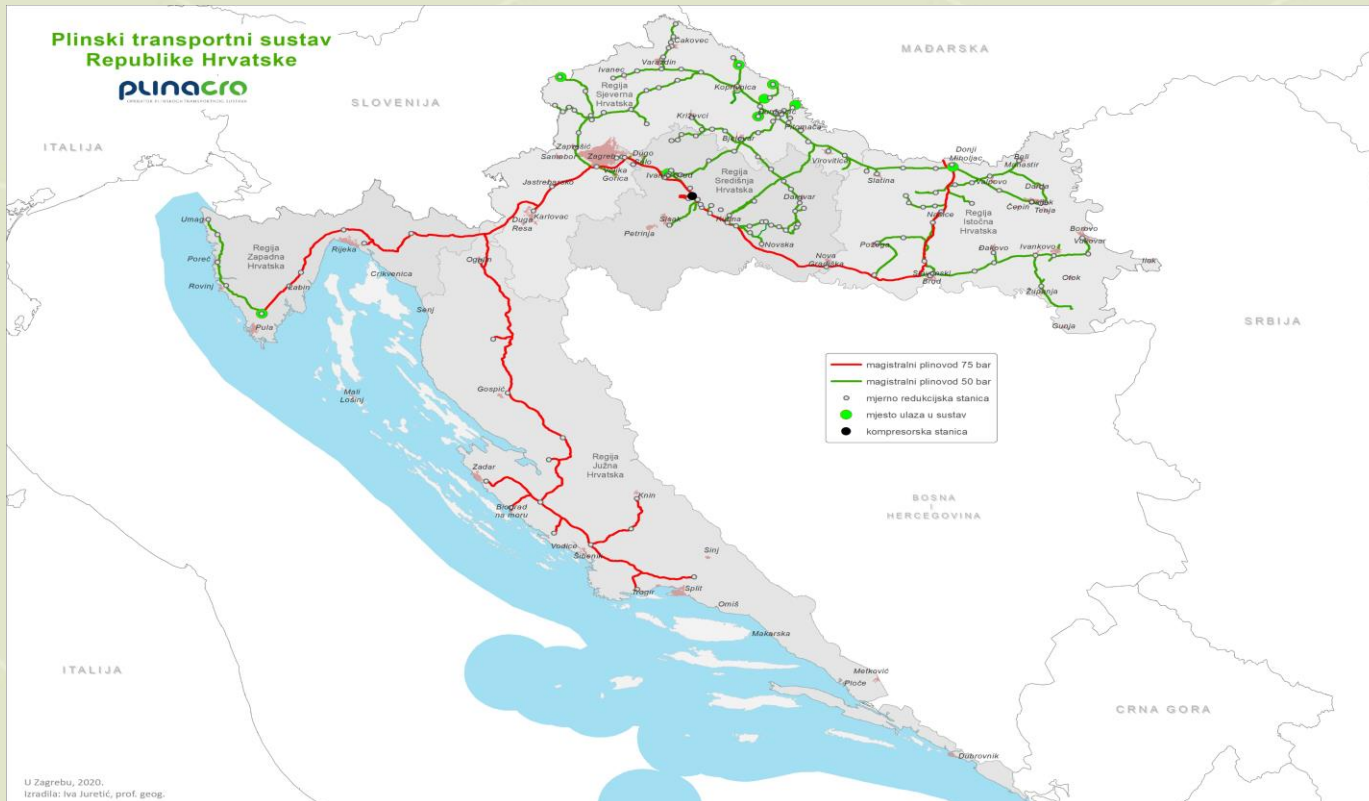 Plinski transportni sustav
Republike Hrvatske
PLINACRO
MAĐARSKA
SLOVENIJA
ITALIJA
Čakovec
Varaždin
Ivanec
Regija
Sjeverna
Hrvatska
Koprivnica
Križevci
Pitomača
Bjelovar
Virovitica
Zaprešić
Samobor
Zagreb
Dugo
Selo
Velika
Gorica
Jastrebarsko
Karlovac
Duga
Resa
Regija
Središnja
Hrvatska
Daruvar
Sisak
Petrinja
Kutina
Novska
Nova
Gradiška
Donji
Miholjac
Beli
Manastir
Slatina
Valpovo
Darda
Osijek
Čepin
Tenja
Našice
Regija
Istočna
Hrvatska
Požega
Đakovo
Ivankovo
Borovo
Vukovar
Ilok
Otok
Slavonski
Brod
Županja
Gunja
SRBIJA
Umag
Poreč
Rovinj
Regija
Zapadna
Hrvatska
Labin
Pula
Rijeka
Crikvenica
Ogulin
Senj
Mali
Lošinj
Gospić
magistralni plinovod 75 bar
magistralni plinovod 50 bar
mjerno redukcijska stanica
mjesto ulaza u sustav
kompresorska stanica
Regija
Južna
Hrvatska
Zadar
Biograd
na moru
Knin
Vodice
Šibenik
Sinj
Trogir
Split
Omiš
Makarska
Metković
Ploče
Dubrovnik
BOSNA
I
HERCEGOVINA
CRNA GORA
ITALIJA
U Zagrebu, 2020.
Izradila: Iva Juretić, prof. geog.